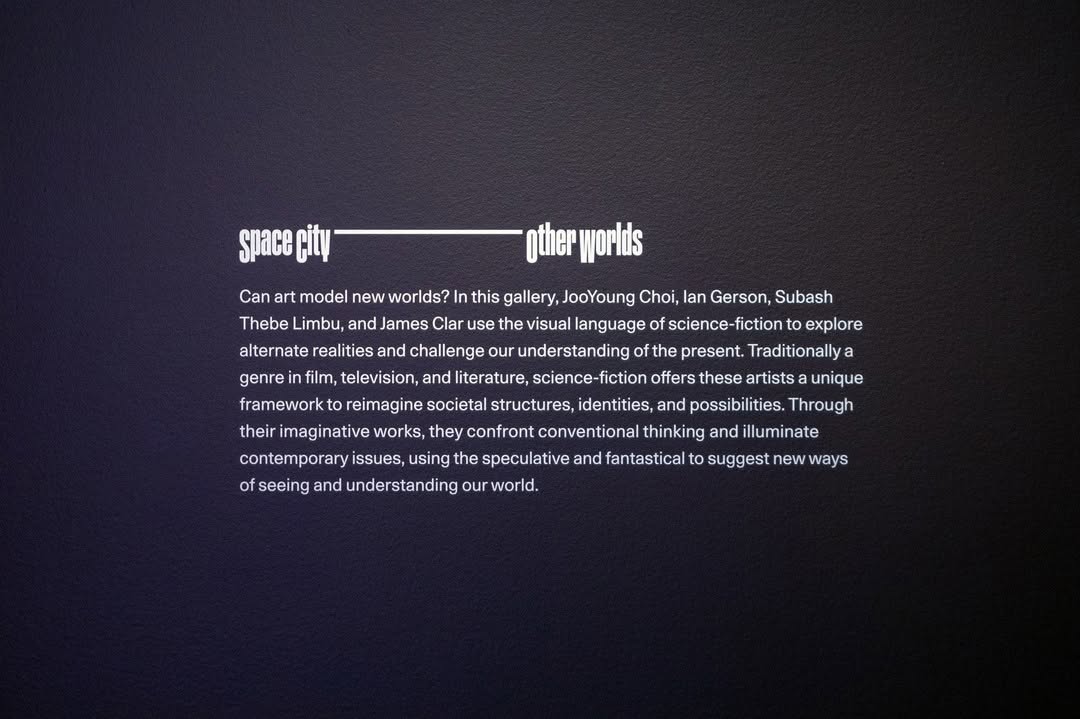 space city — other worlds
Can art model new worlds? In this gallery, JooYoung Choi, Ian Gerson, Subash
Thebe Limbu, and James Clar use the visual language of science-fiction to explore
alternate realities and challenge our understanding of the present. Traditionally a
genre in film, television, and literature, science-fiction offers these artists a unique
framework to reimagine societal structures, identities, and possibilities. Through
their imaginative works, they confront conventional thinking and illuminate
contemporary issues, using the speculative and fantastical to suggest new ways
of seeing and understanding our world.